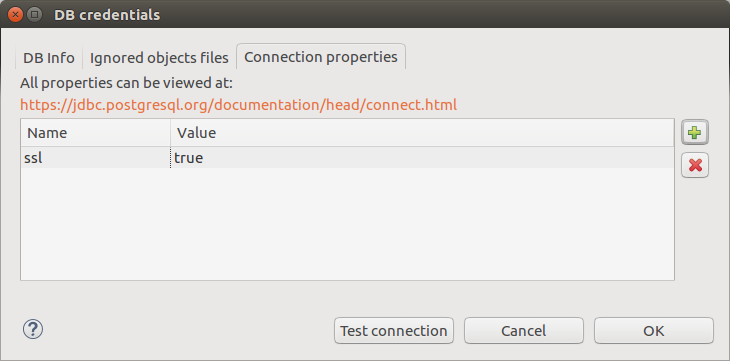 DB credentials
DB Info Ignored objects files Connection properties
All properties can be viewed at:
https://jdbc.postgresql.org/documentation/head/connect.html
Name Value
ssl true
? Test connection Cancel OK